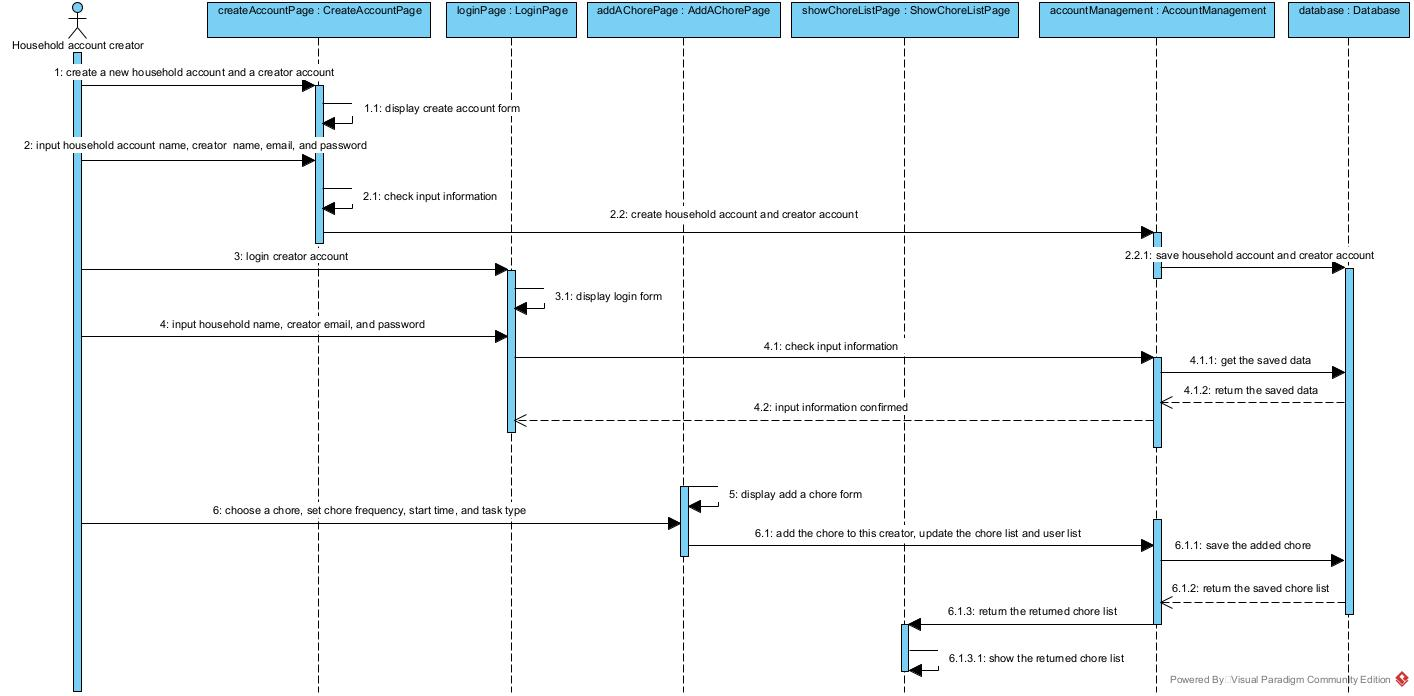 createAccountPage : CreateAccountPage
loginPage : LoginPage
addAChorePage : AddAChorePage
showChoreListPage : ShowChoreListPage
accountManagement : AccountManagement
database : Database
Household account creator
1: create a new household account and a creator account
1.1: display create account form
2: input household account name, creator  name, email, and password
2.1: check input information
2.2: create household account and creator account
2.2.1: save household account and creator account
3: login creator account
3.1: display login form
4: input household name, creator email, and password
4.1: check input information
4.1.1: get the saved data
4.1.2: return the saved data
4.2: input information confirmed
5: display add a chore form
6: choose a chore, set chore frequency, start time, and task type
6.1: add the chore to this creator, update the chore list and user list
6.1.1: save the added chore
6.1.2: return the saved chore list
6.1.3: return the returned chore list
6.1.3.1: show the returned chore list
Powered By Visual Paradigm Community Edition